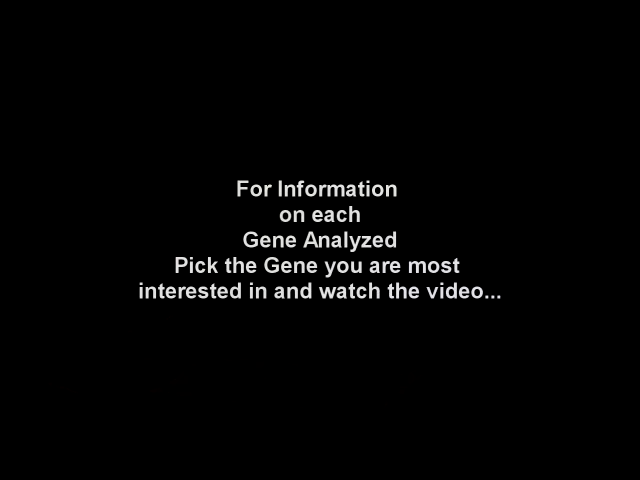 For Information
on each
Gene Analyzed
Pick the Gene you are most
interested in and watch the video...